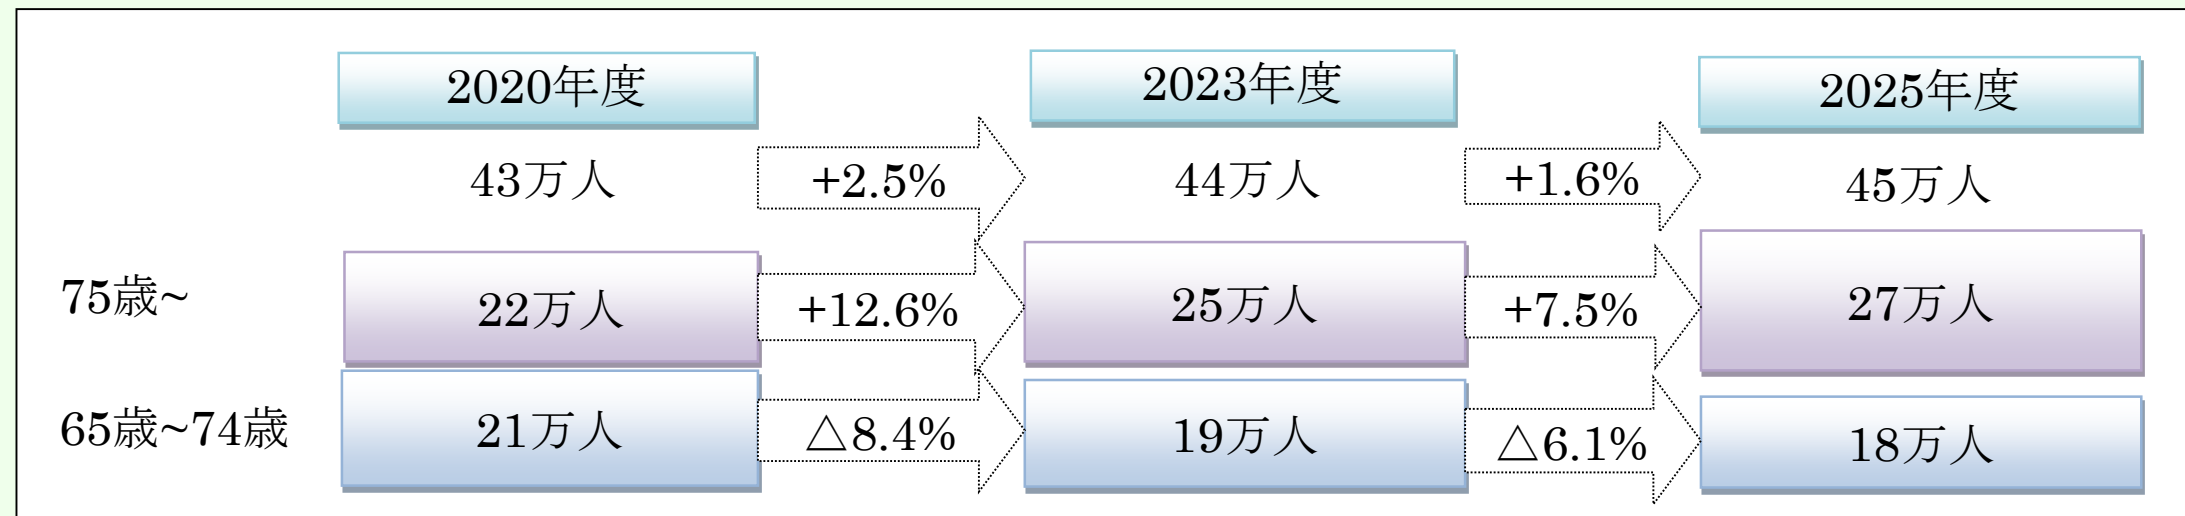 2020年度
2023年度
2025年度
43万人
+2.5%
44万人
+1.6%
45万人
75歳~
22万人
+12.6%
25万人
+7.5%
27万人
65歳~74歳
21万人
△8.4%
19万人
△6.1%
18万人